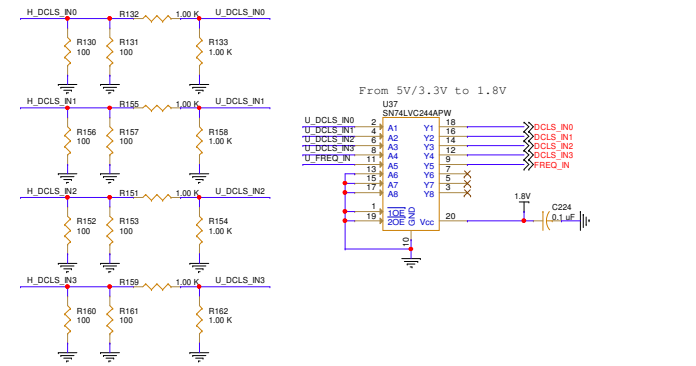 H_DCLS_IN0 R132 1.00 K U_DCLS_IN0
R130 100 R131 100 R133 1.00 K
H_DCLS_IN1 R155 1.00 K U_DCLS_IN1
R156 100 R157 100 R158 1.00 K
H_DCLS_IN2 R151 1.00 K U_DCLS_IN2
R152 100 R153 100 R154 1.00 K
H_DCLS_IN3 R159 1.00 K U_DCLS_IN3
R160 100 R161 100 R162 1.00 K
From 5V/3.3V to 1.8V
U37
SN74LVC244APW
U_DCLS_IN0 2 A1 Y1 18 DCLS_IN0
U_DCLS_IN1 4 A2 Y2 16 DCLS_IN1
U_DCLS_IN2 6 A3 Y3 14 DCLS_IN2
U_DCLS_IN3 8 A4 Y4 12 DCLS_IN3
U_FREQ_IN 11 A5 Y5 9 FREQ_IN
13 A6 Y6 7
15 A7 Y7 5
17 A8 Y8 3
1 1OE GND
19 2OE Vcc 20
10
1.8V
C224
0.1 uF